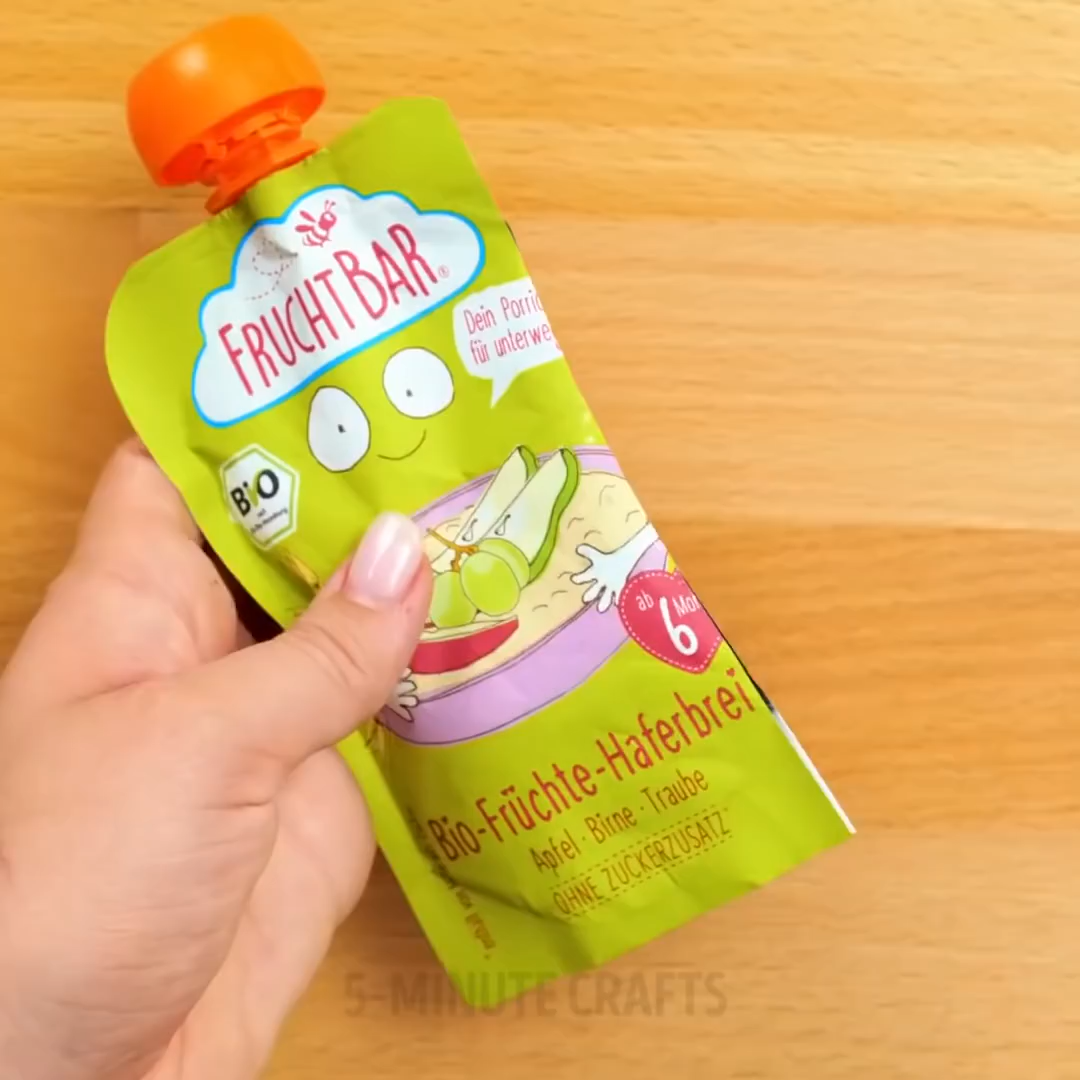 FRUCHTBAR®
Dein Porri
für unterwe
BiO
ab
6 Mon
Bio-Früchte-Haferbrei
Apfel · Birne · Traube
OHNE ZUCKERZUSATZ
5-MINUTE CRAFTS